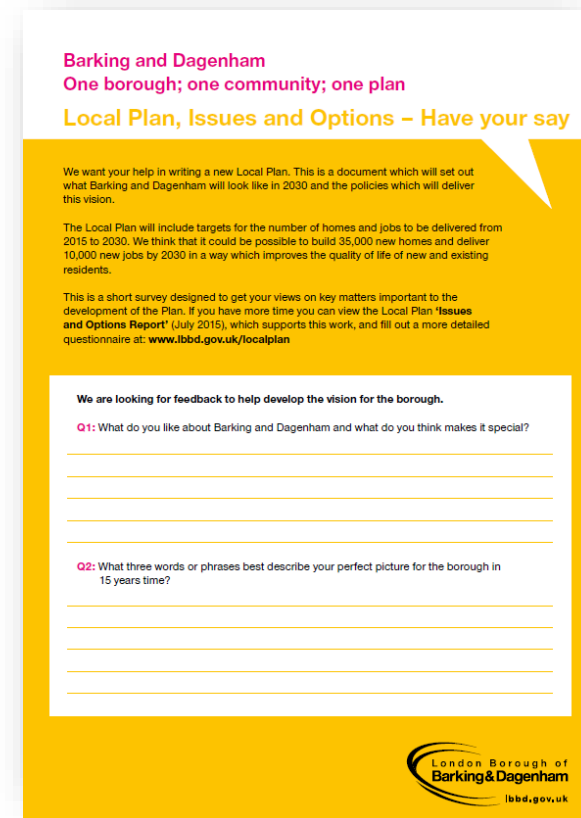 Barking and Dagenham
One borough; one community; one plan
Local Plan, Issues and Options – Have your say
We want your help in writing a new Local Plan. This is a document which will set out
what Barking and Dagenham will look like in 2030 and the policies which will deliver
this vision.
The Local Plan will include targets for the number of homes and jobs to be delivered from
2015 to 2030. We think that it could be possible to build 35,000 new homes and deliver
10,000 new jobs by 2030 in a way which improves the quality of life of new and existing
residents.
This is a short survey designed to get your views on key matters important to the
development of the Plan. If you have more time you can view the Local Plan ‘Issues
and Options Report’ (July 2015), which supports this work, and fill out a more detailed
questionnaire at: www.lbbd.gov.uk/localplan
We are looking for feedback to help develop the vision for the borough.
Q1: What do you like about Barking and Dagenham and what do you think makes it special?
Q2: What three words or phrases best describe your perfect picture for the borough in
15 years time?
London Borough of
Barking & Dagenham
lbbd.gov.uk